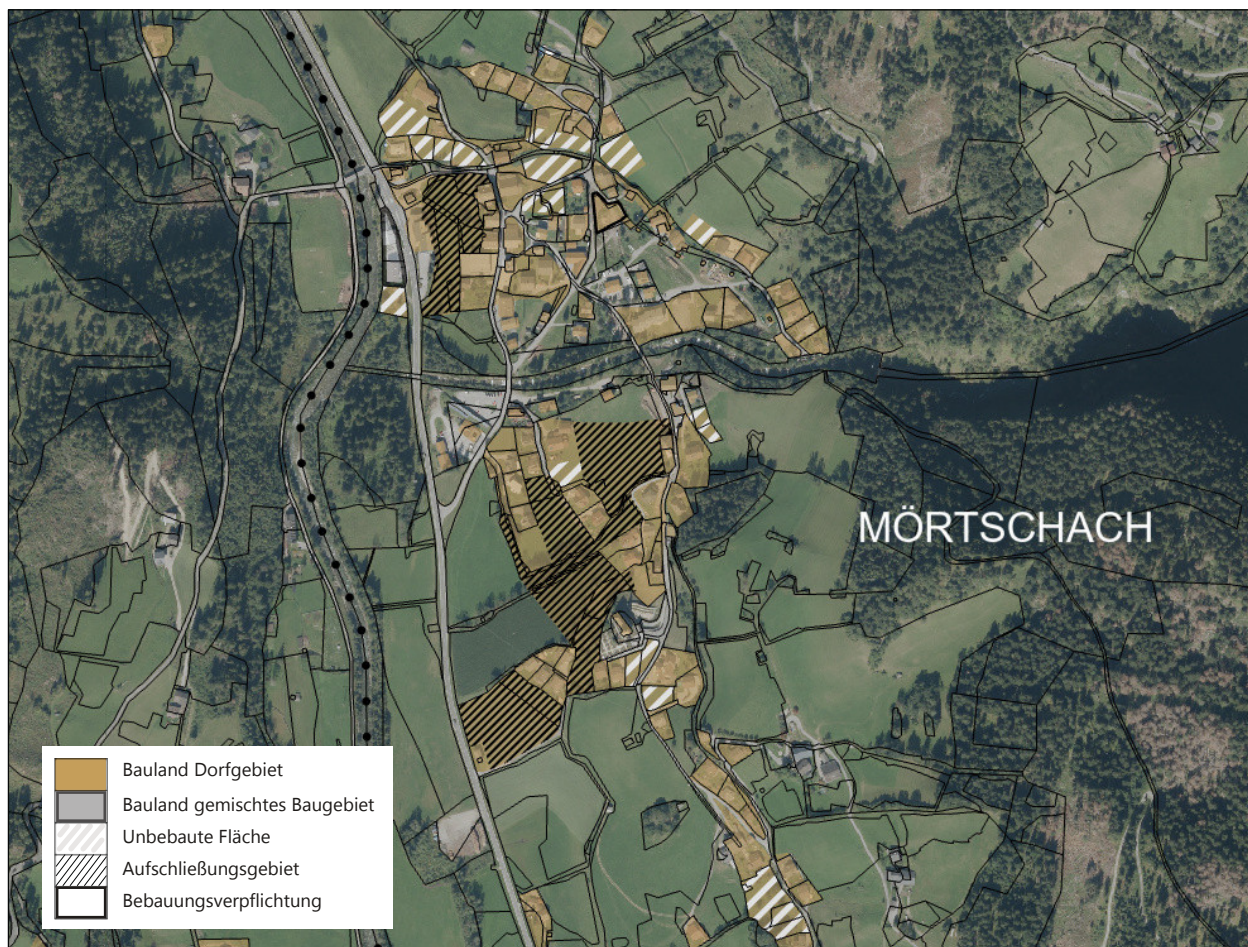 MÖRTSCHACH
Bauland Dorfgebiet
Bauland gemischtes Baugebiet
Unbebaute Fläche
Aufschließungsgebiet
Bebauungsverpflichtung